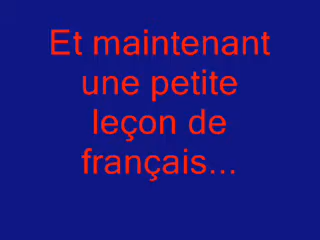 Et maintenant
une petite
leçon de
français...